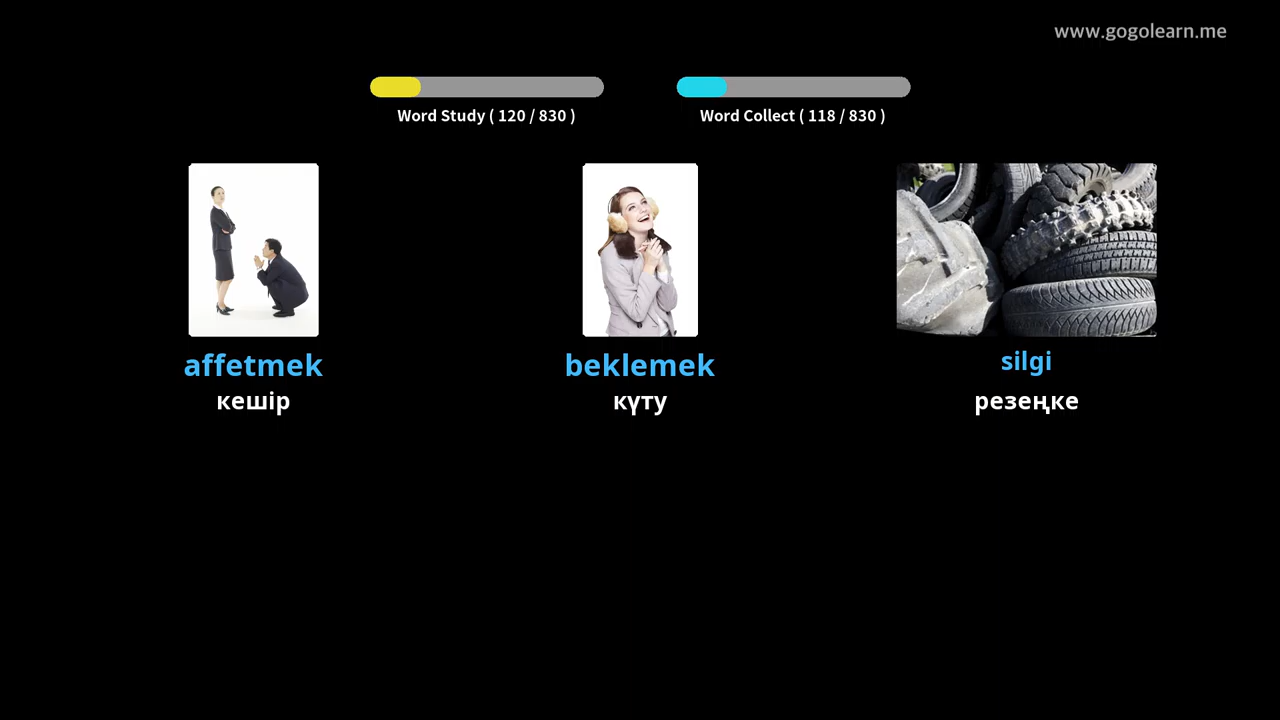 www.gogolearn.me
Word Study ( 120 / 830 )
Word Collect ( 118 / 830 )
affetmek
кешір
beklemek
күту
silgi
резеңке